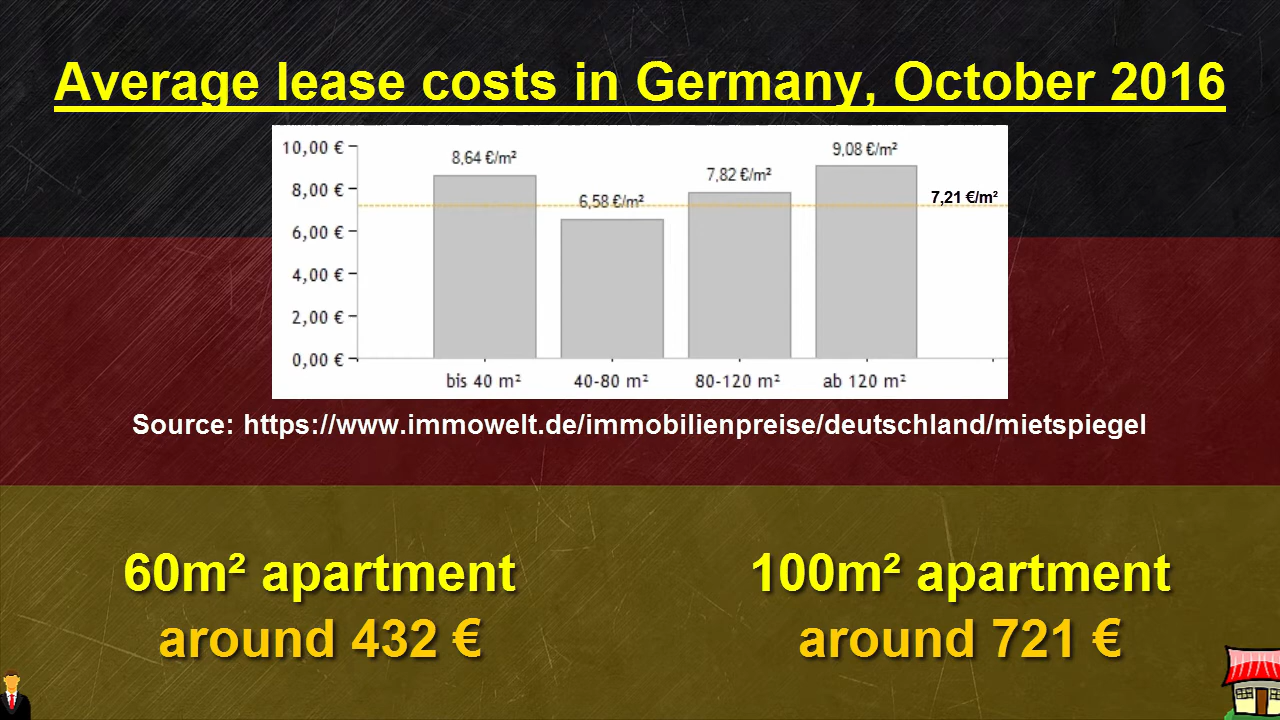 Average lease costs in Germany, October 2016
10,00 €
8,00 €
6,00 €
4,00 €
2,00 €
0,00 €
8,64 €/m²
6,58 €/m²
7,82 €/m²
9,08 €/m²
7,21 €/m²
bis 40 m²
40-80 m²
80-120 m²
ab 120 m²
Source: https://www.immowelt.de/immobilienpreise/deutschland/mietspiegel
60m² apartment
around 432 €
100m² apartment
around 721 €